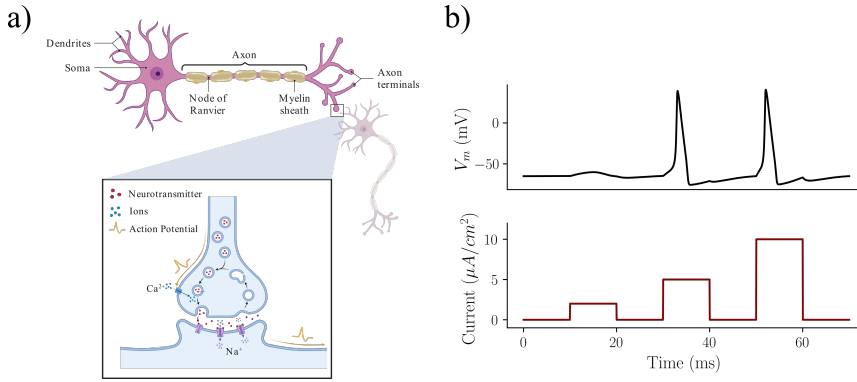 a)
Dendrites
Soma
Axon
Node of
Ranvier
Myelin
sheath
Axon
terminals
Neurotransmitter
Ions
Action Potential
Ca²⁺
Na⁺
b)
V_m (mV)
0
−50
Current (μA/cm²)
10
5
0
0
20
40
60
Time (ms)